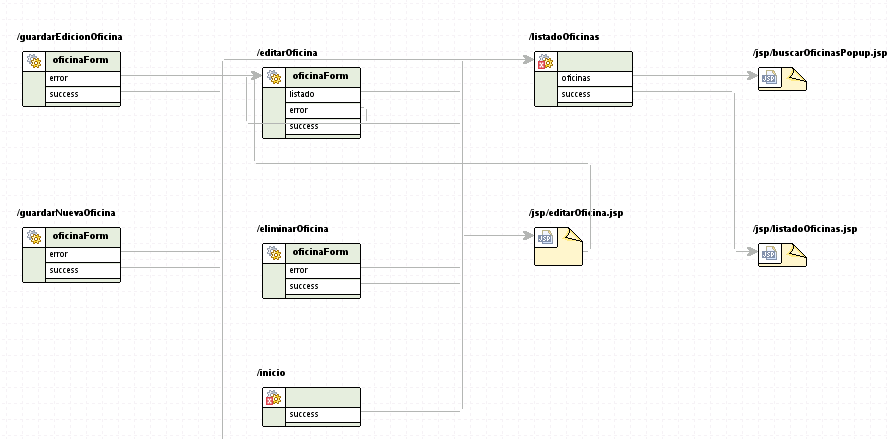 /guardarEdicionOficina
oficinaForm
error
success
/editarOficina
oficinaForm
listado
error
success
/listadoOficinas
oficinas
success
/jsp/buscarOficinasPopup.jsp
JSP
/guardarNuevaOficina
oficinaForm
error
success
/eliminarOficina
oficinaForm
error
success
/jsp/editarOficina.jsp
JSP
/jsp/listadoOficinas.jsp
JSP
/inicio
success